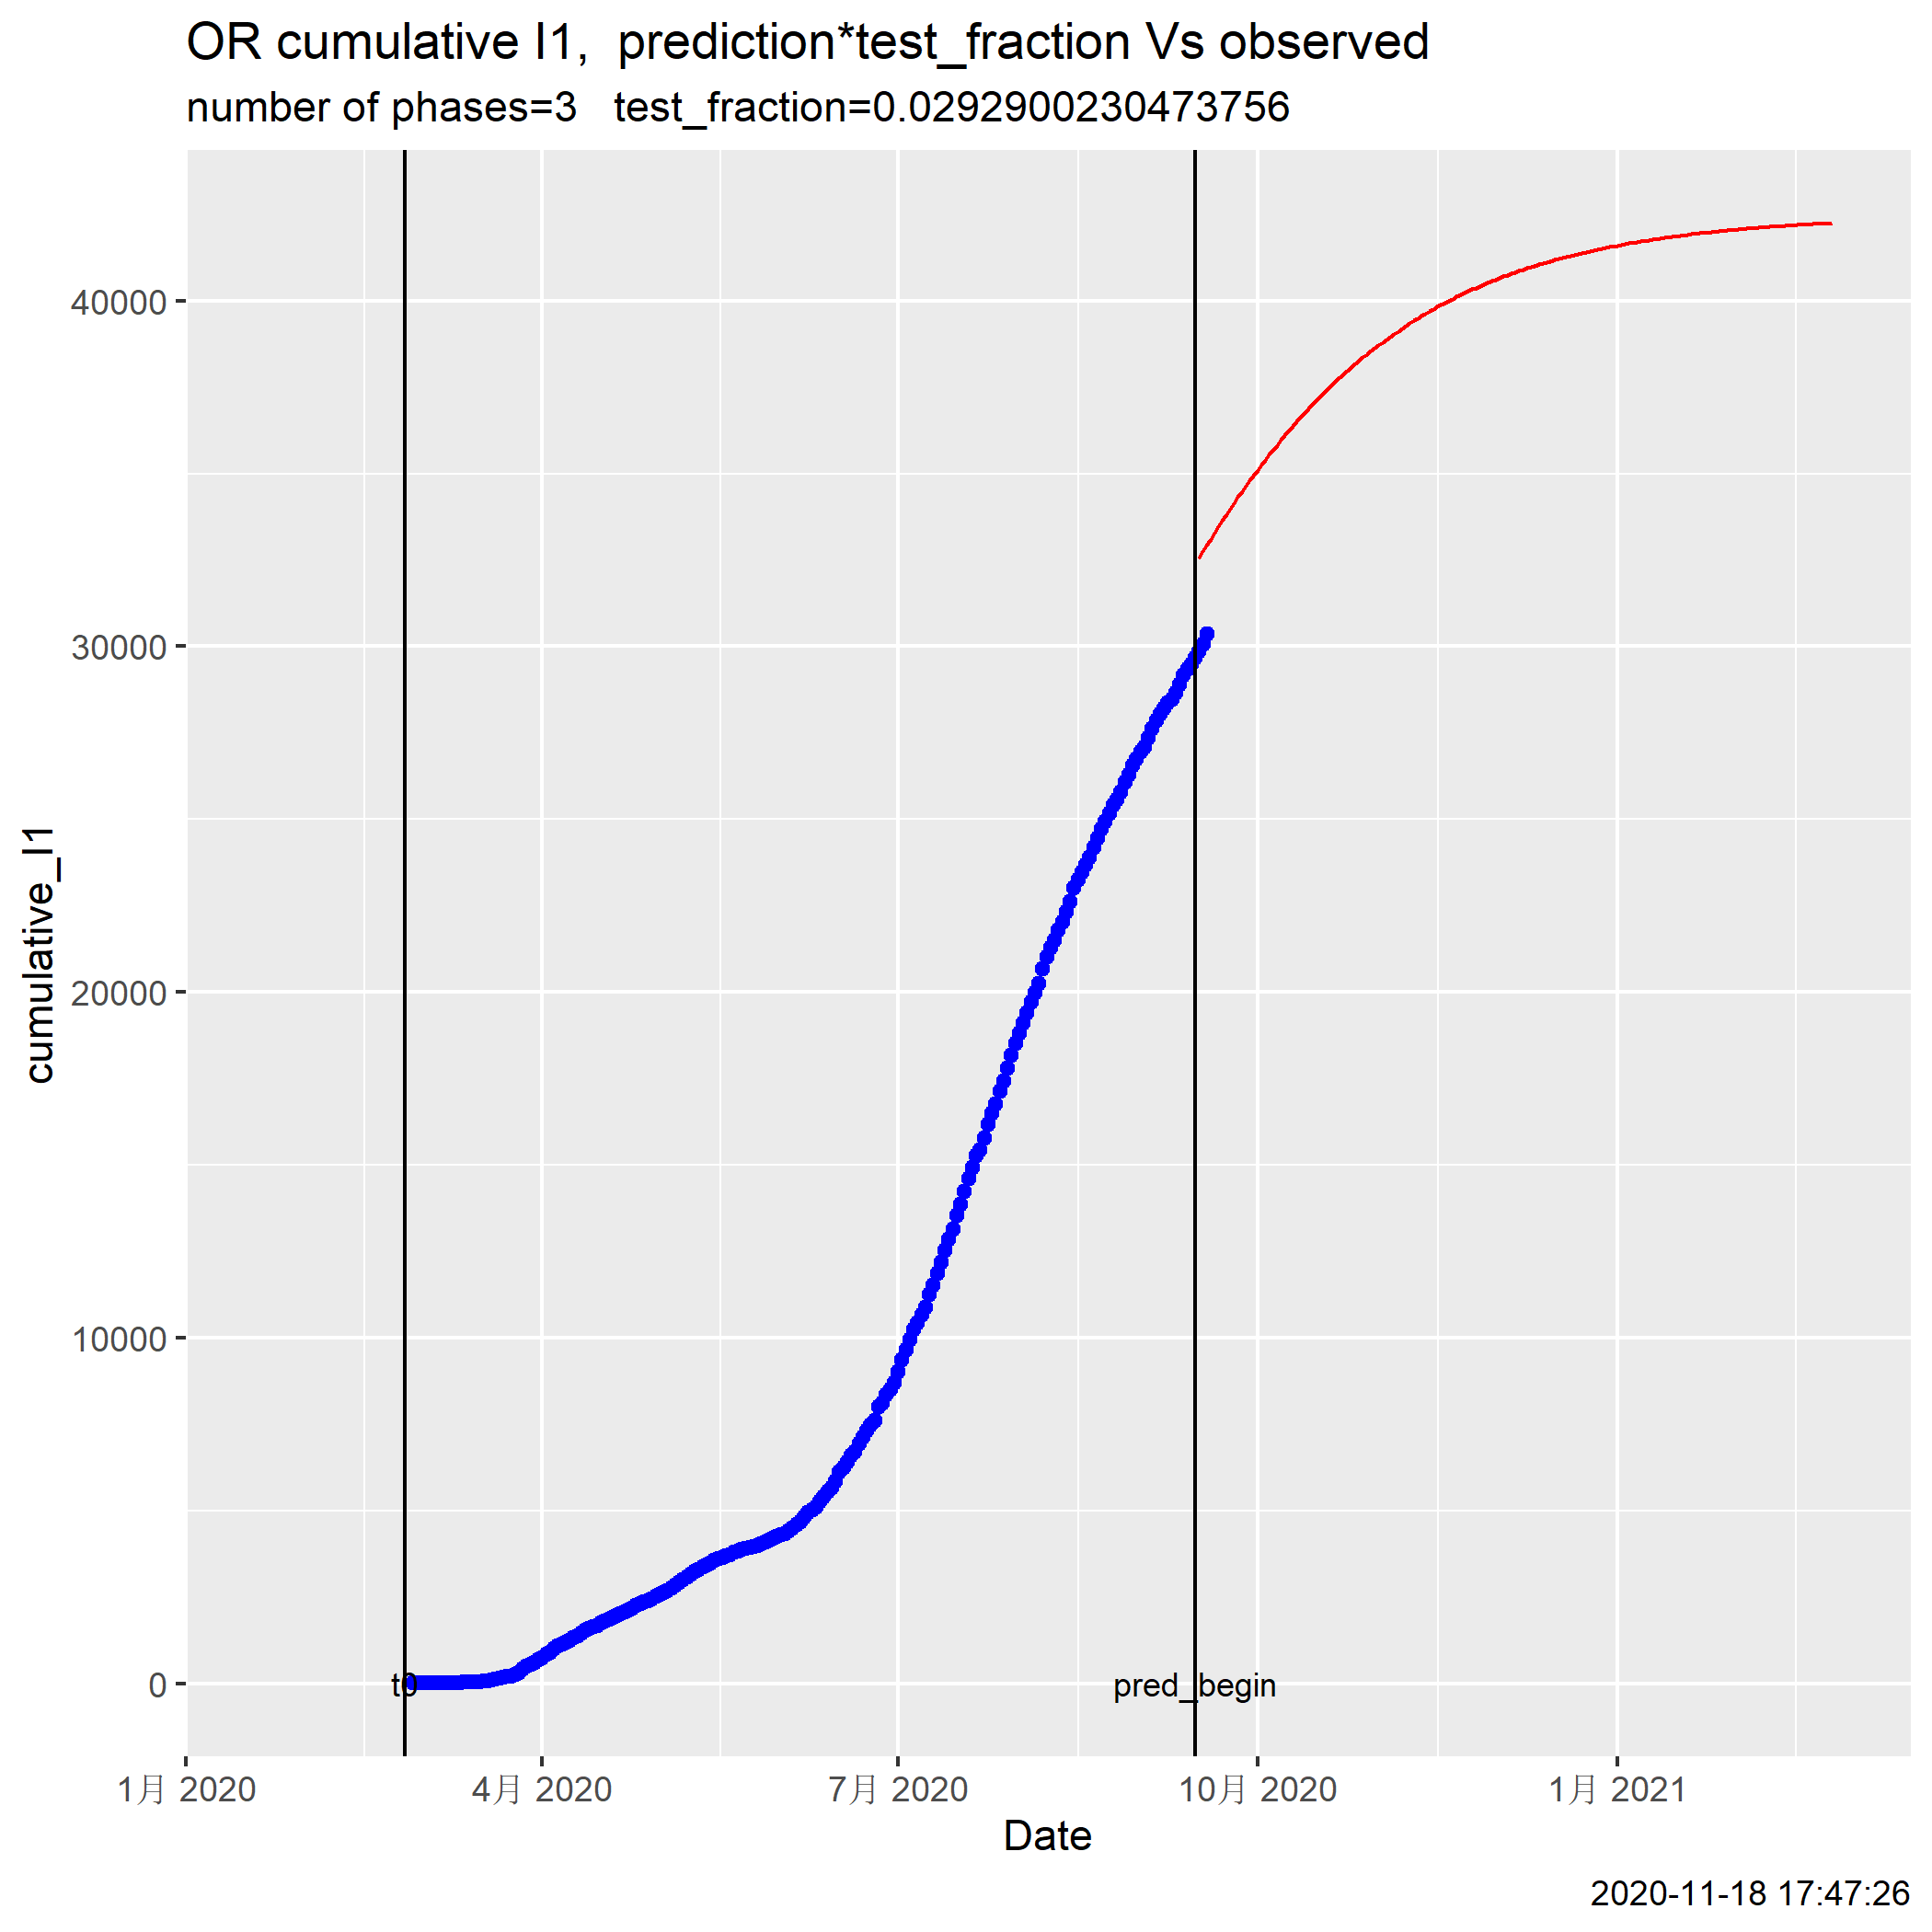 OR cumulative I1,  prediction*test_fraction Vs observed
number of phases=3   test_fraction=0.0292900230473756
cumulative_I1
40000
30000
20000
10000
0
t0
pred_begin
1月 2020
4月 2020
7月 2020
10月 2020
1月 2021
Date
2020-11-18 17:47:26